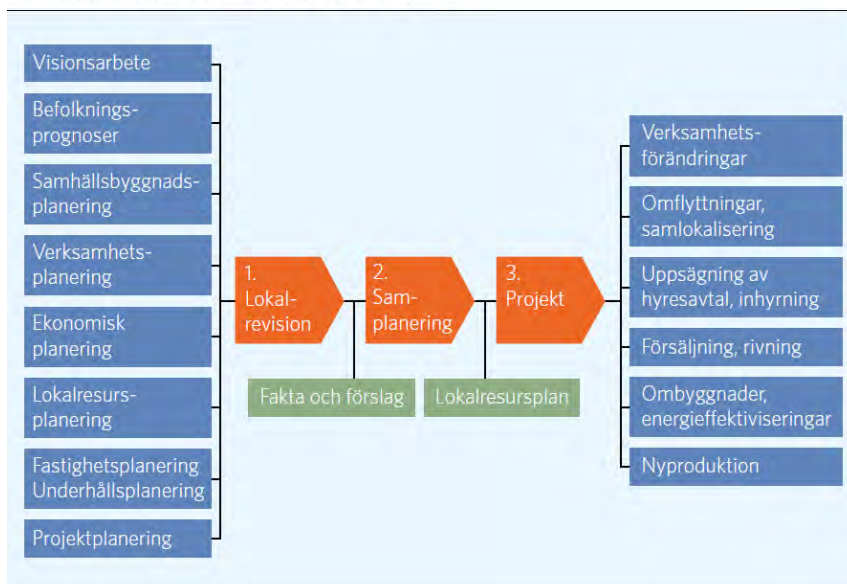 Visionsarbete
Befolknings-
prognoser
Samhällsbyggnads-
planering
Verksamhets-
planering
Ekonomisk
planering
Lokalresurs-
planering
Fastighetsplanering
Underhållsplanering
Projektplanering
1.
Lokal-
revision
2.
Sam-
planering
3.
Projekt
Fakta och förslag
Lokalresursplan
Verksamhets-
förändringar
Omflyttningar,
samlokalisering
Uppsägning av
hyresavtal, inhyrning
Försäljning, rivning
Ombyggnader,
energieffektiviseringar
Nyproduktion